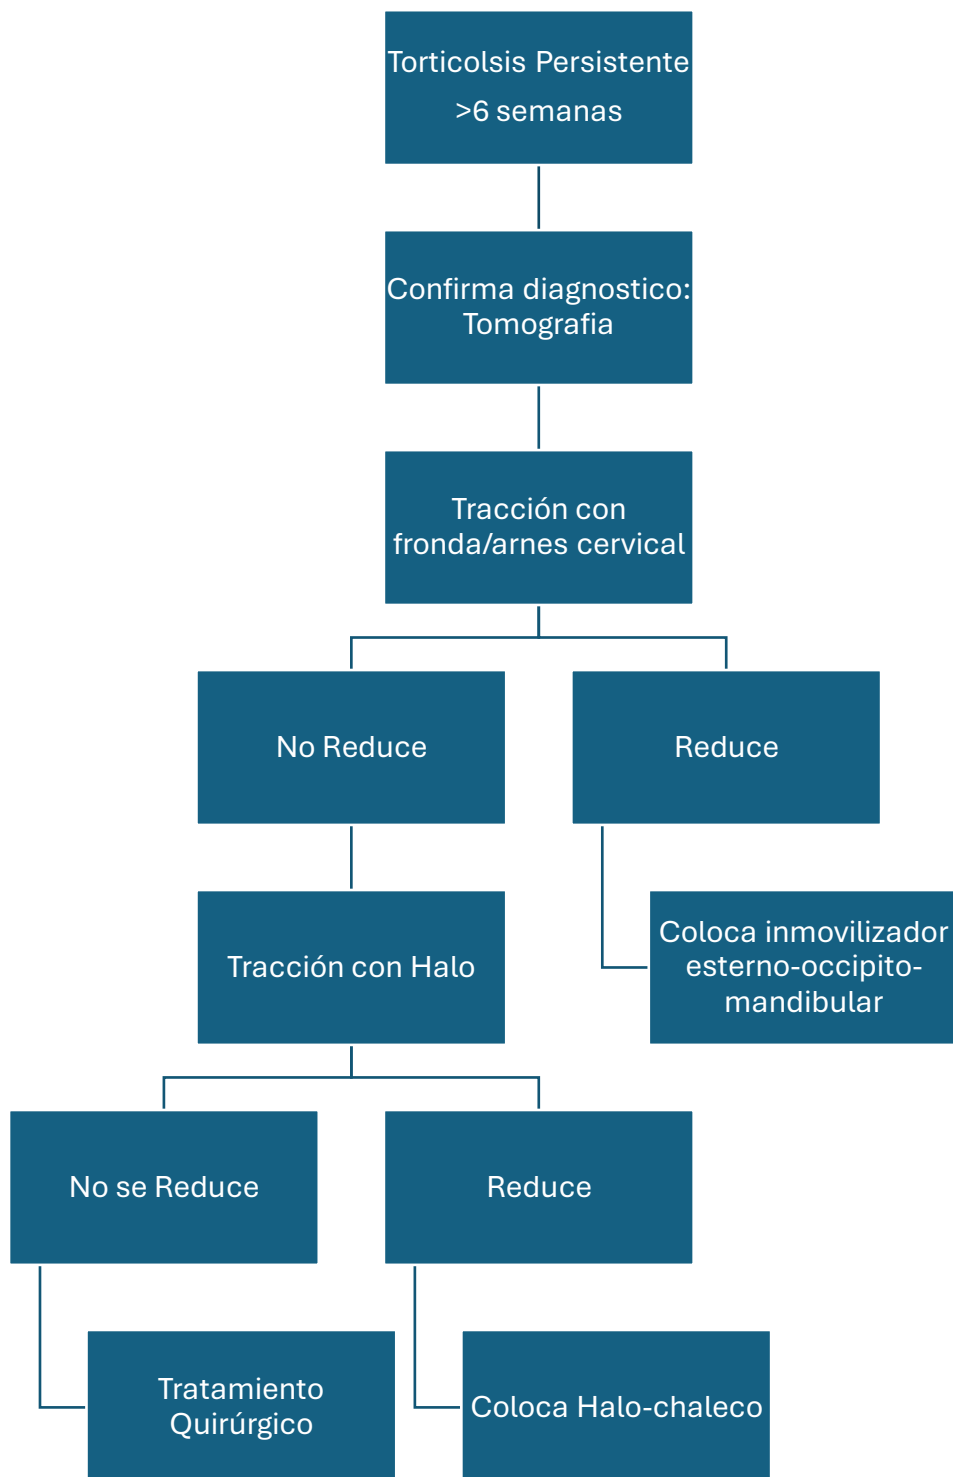 Torticolsis Persistente
>6 semanas
Confirma diagnostico:
Tomografia
Tracción con
fronda/arnes cervical
No Reduce
Reduce
Tracción con Halo
Coloca inmovilizador
esterno-occipito-
mandibular
No se Reduce
Reduce
Tratamiento
Quirúrgico
Coloca Halo-chaleco